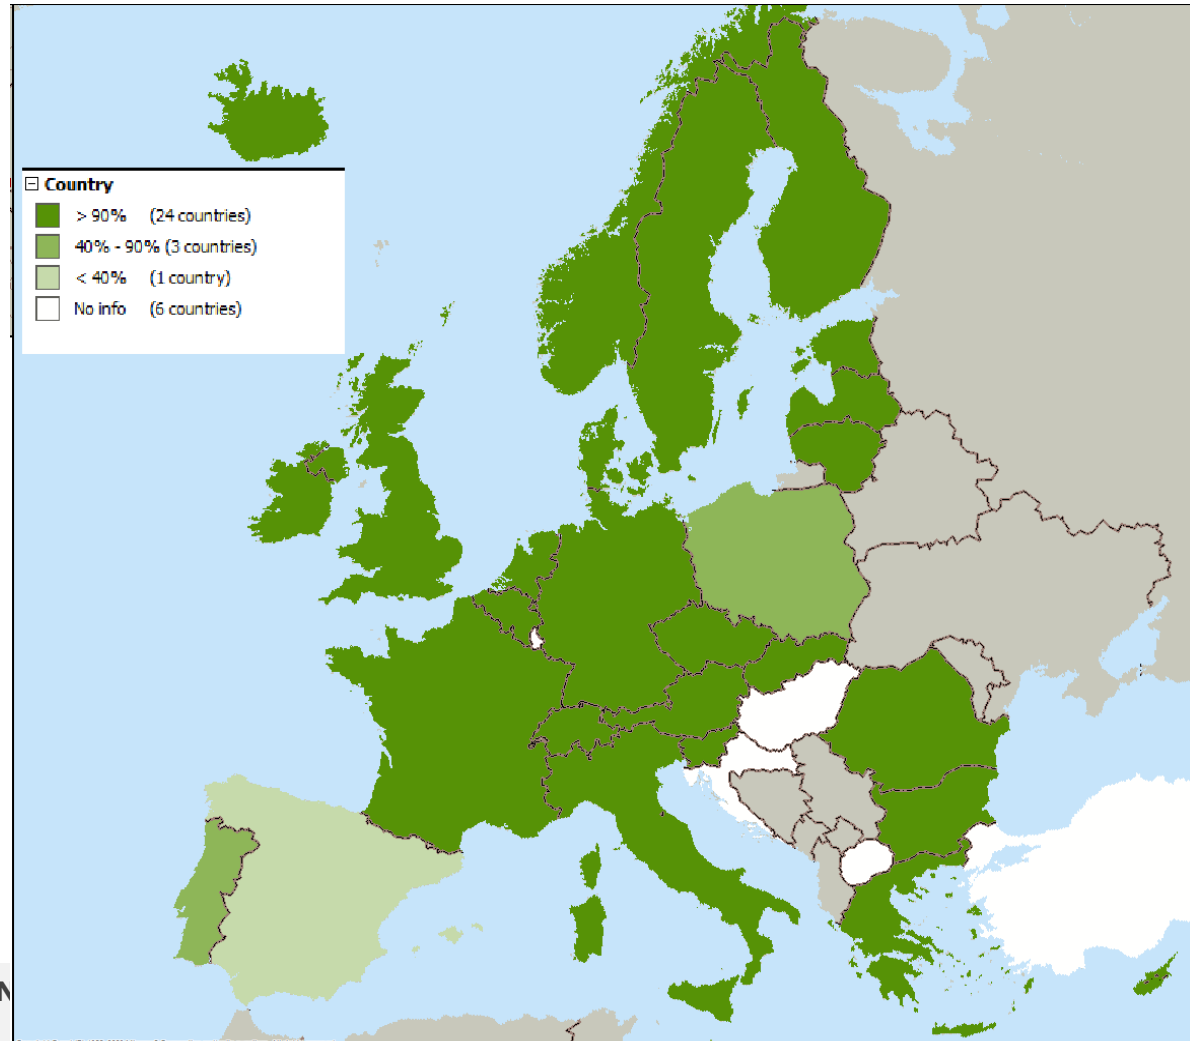 Country
> 90% (24 countries)
40% - 90% (3 countries)
< 40% (1 country)
No info (6 countries)
N